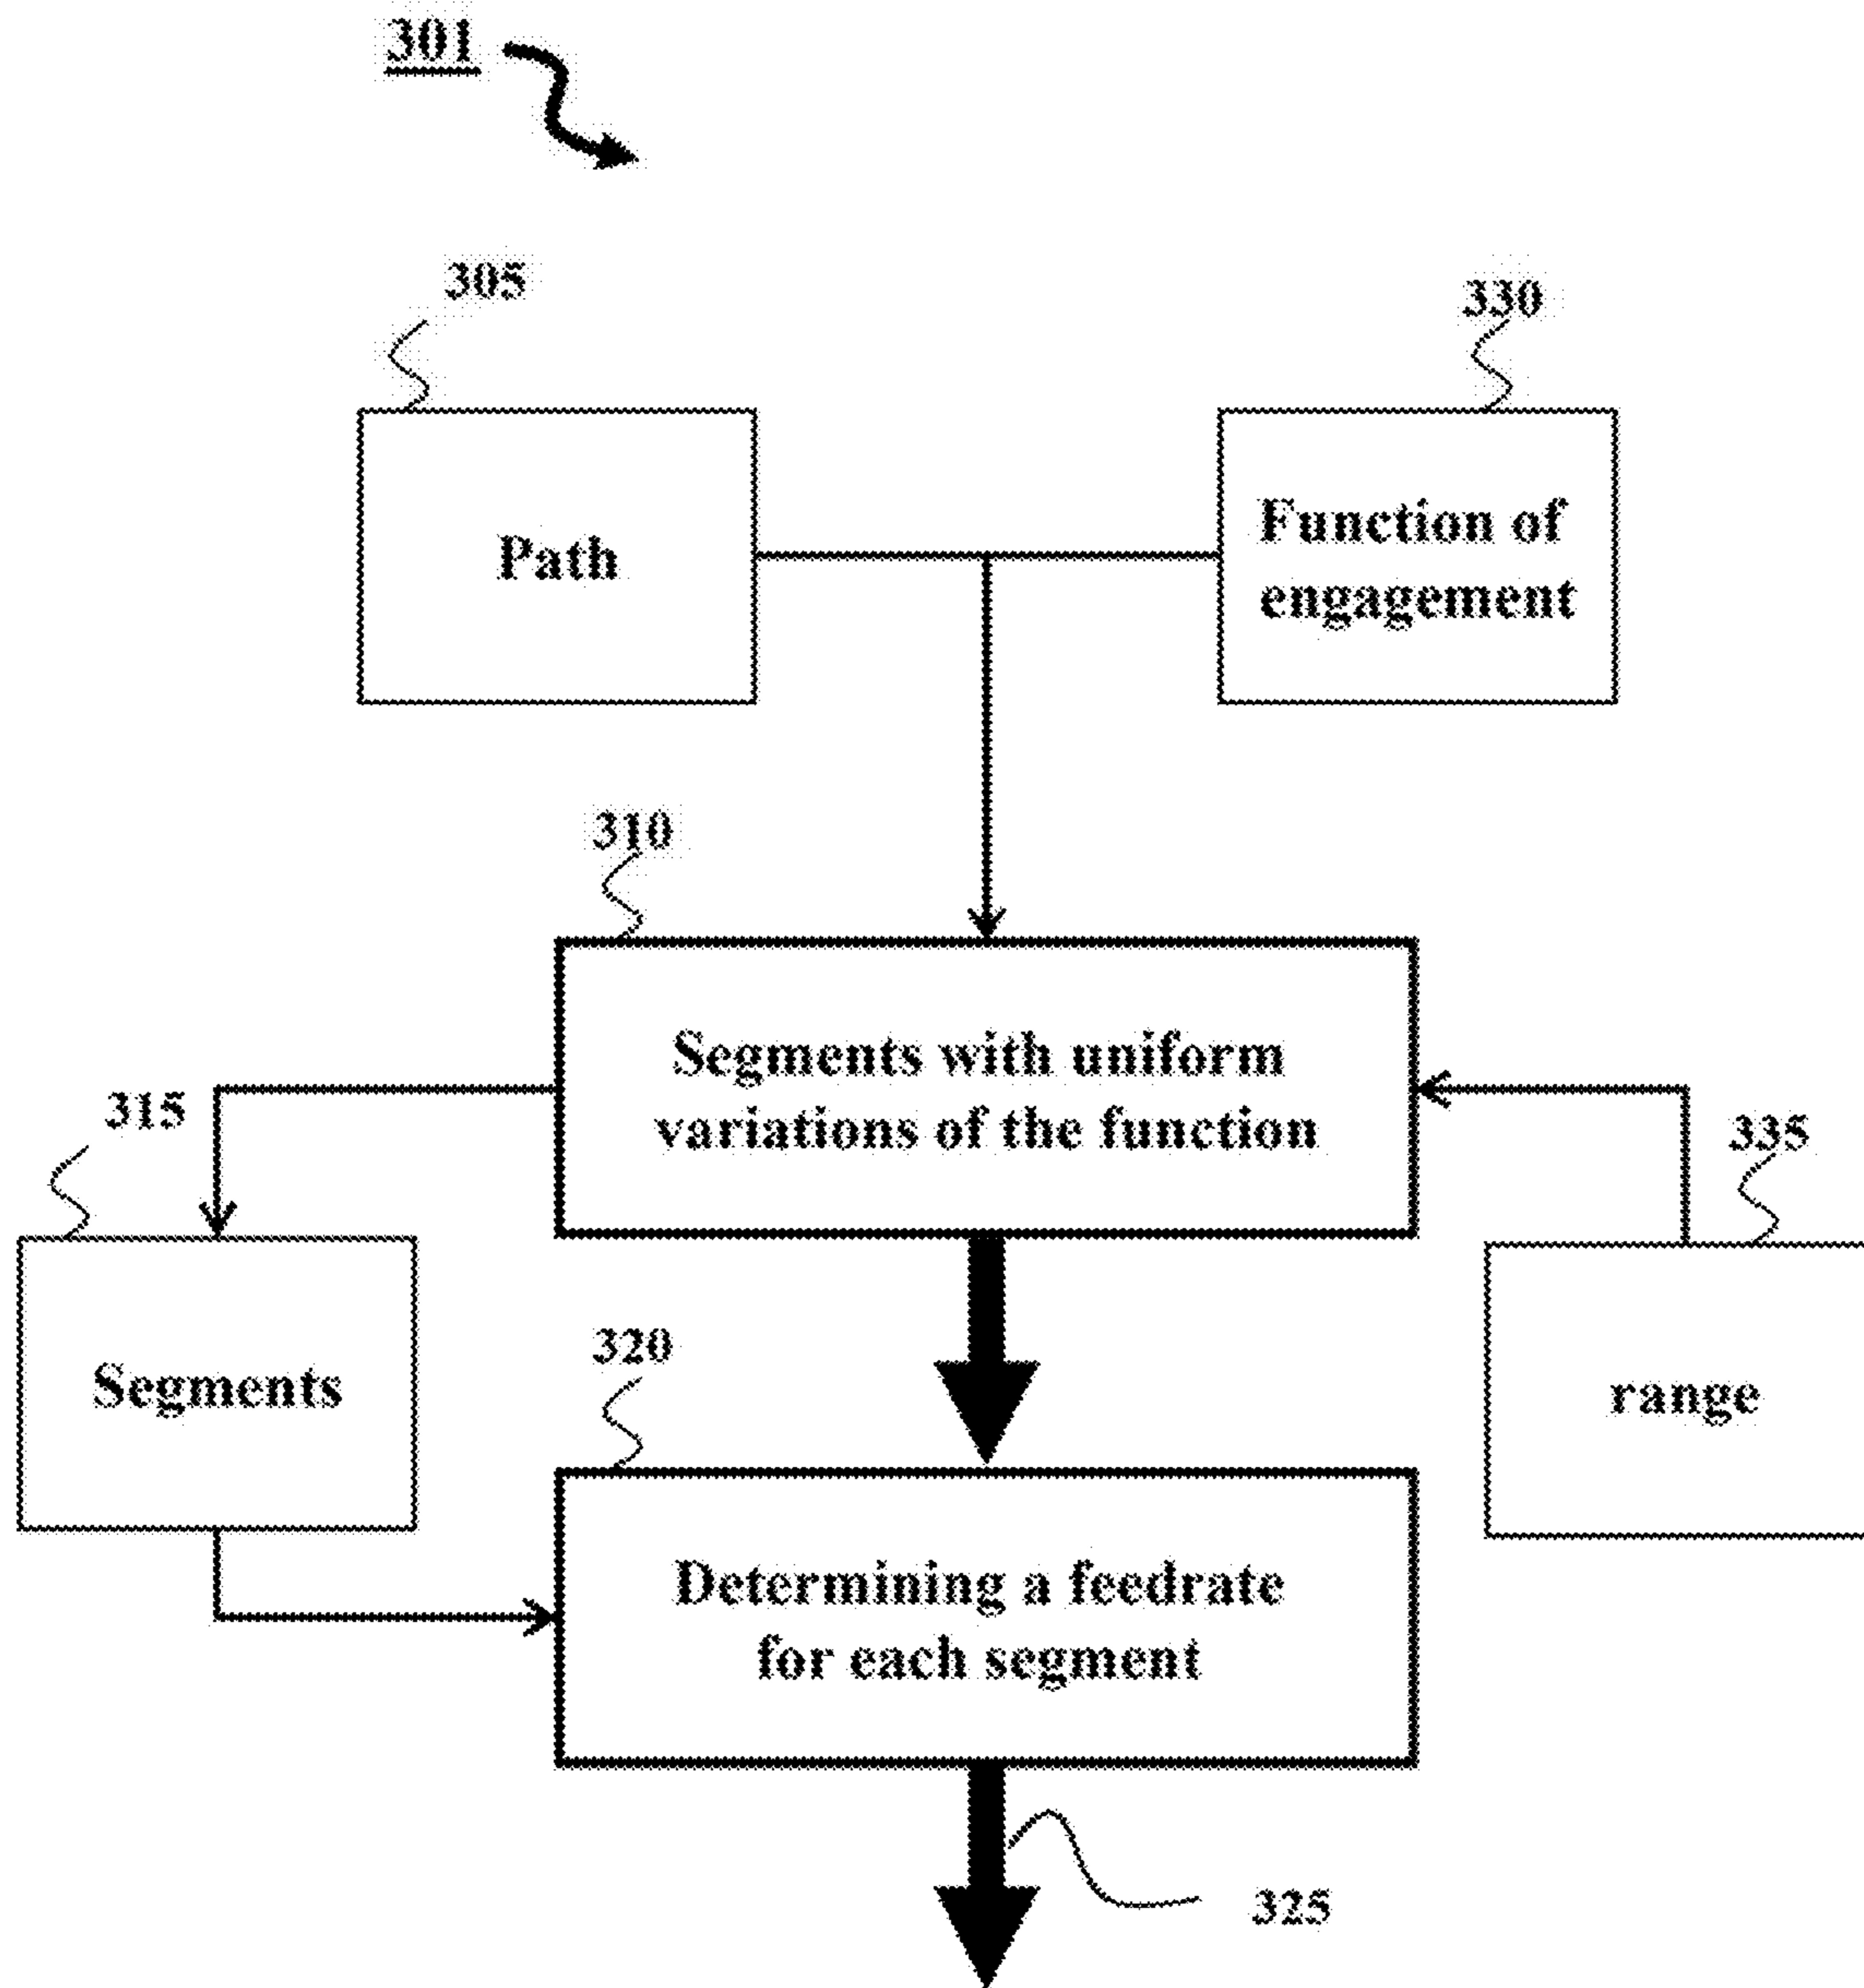 301
305
330
Path
Function of
engagement
310
Segments with uniform
variations of the function
315
335
Segments
range
320
Determining a feedrate
for each segment
325